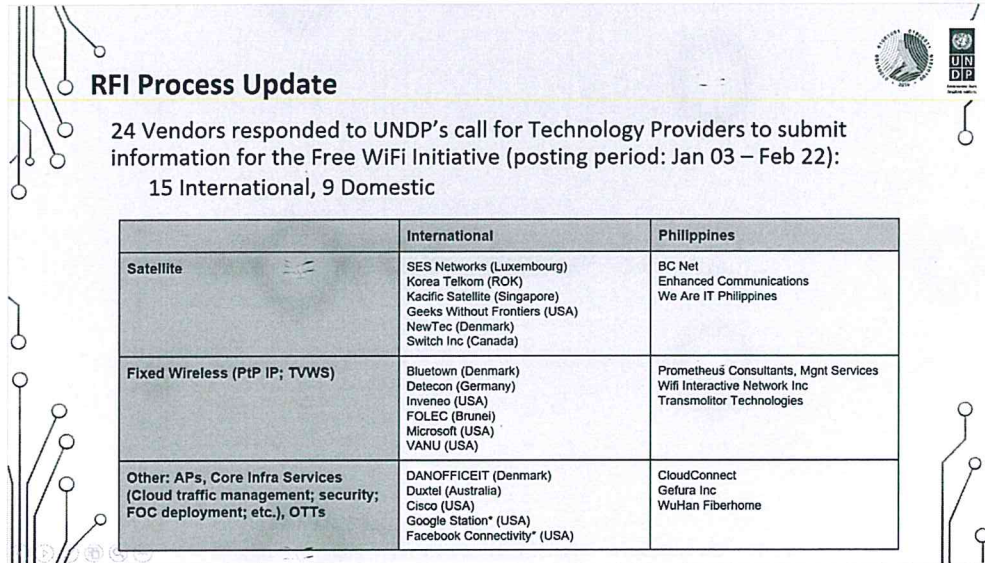 RFI Process Update
UN
DP
24 Vendors responded to UNDP's call for Technology Providers to submit
information for the Free WiFi Initiative (posting period: Jan 03 – Feb 22):
15 International, 9 Domestic
International
Philippines
Satellite
SES Networks (Luxembourg)
Korea Telkom (ROK)
Kacific Satellite (Singapore)
Geeks Without Frontiers (USA)
NewTec (Denmark)
Switch Inc (Canada)
BC Net
Enhanced Communications
We Are IT Philippines
Fixed Wireless (PtP IP; TVWS)
Bluetown (Denmark)
Detecon (Germany)
Inveneo (USA)
FOLEC (Brunei)
Microsoft (USA)
VANU (USA)
Prometheus Consultants, Mgnt Services
Wifi Interactive Network Inc
Transmolitor Technologies
Other: APs, Core Infra Services
(Cloud traffic management; security;
FOC deployment; etc.), OTTs
DANOFFICEIT (Denmark)
Duxtel (Australia)
Cisco (USA)
Google Station* (USA)
Facebook Connectivity* (USA)
CloudConnect
Gefura Inc
WuHan Fiberhome